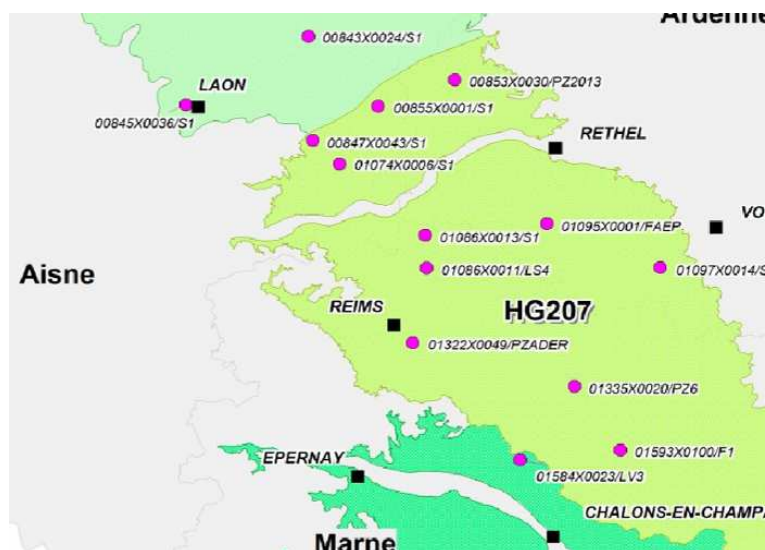 Ardenne
00843X0024/S1
LAON
00853X0030/PZ2013
00855X0001/S1
00845X0036/S1
00847X0043/S1
RETHEL
01074X0006/S1
VO
01095X0001/FAEP
01086X0013/S1
Aisne
01086X0011/LS4
01097X0014/S
REIMS
HG207
01322X0049/PZADER
01335X0020/PZ6
01593X0100/F1
EPERNAY
01584X0023/LV3
CHALONS-EN-CHAMPA
Marne